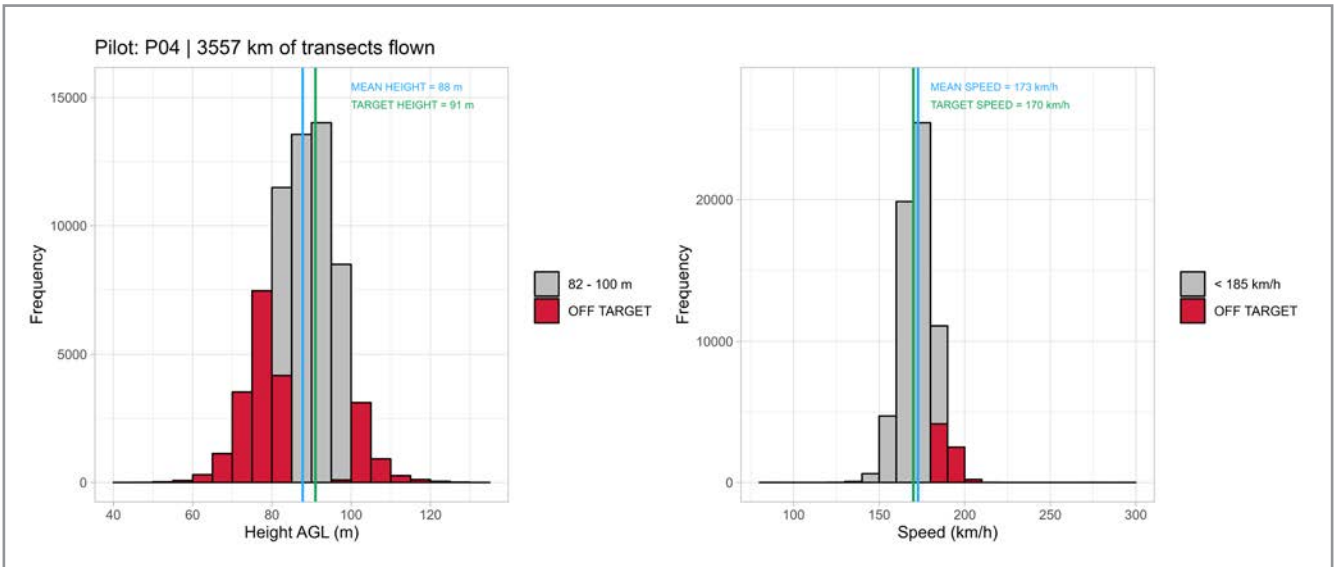 Pilot: P04 | 3557 km of transects flown
MEAN HEIGHT = 88 m
TARGET HEIGHT = 91 m
15000
10000
5000
0
Frequency
40 60 80 100 120
Height AGL (m)
82 - 100 m
OFF TARGET
MEAN SPEED = 173 km/h
TARGET SPEED = 170 km/h
20000
10000
0
Frequency
100 150 200 250 300
Speed (km/h)
< 185 km/h
OFF TARGET